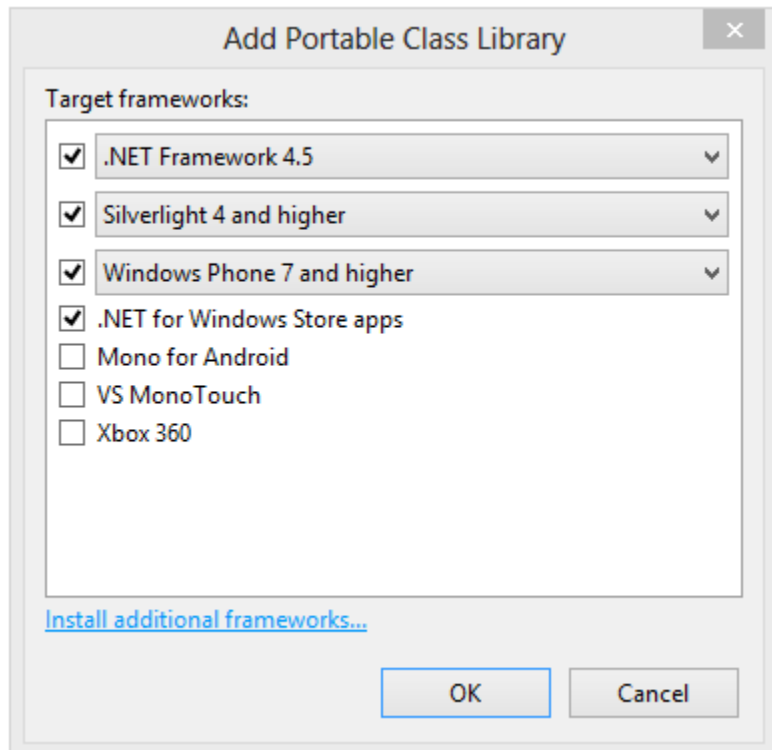 Add Portable Class Library
Target frameworks:
.NET Framework 4.5
Silverlight 4 and higher
Windows Phone 7 and higher
.NET for Windows Store apps
Mono for Android
VS MonoTouch
Xbox 360
Install additional frameworks...
OK
Cancel